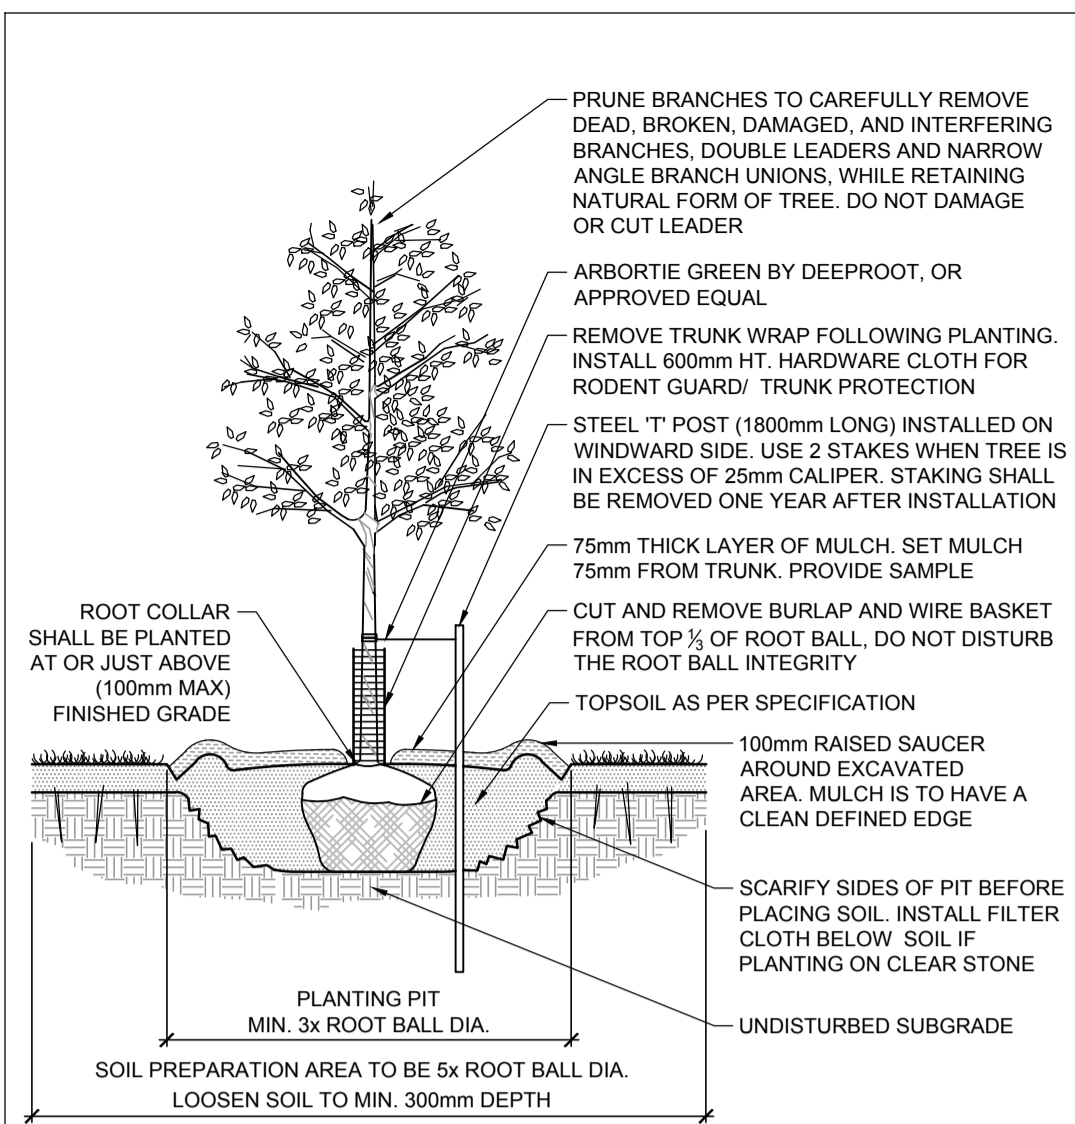 PRUNE BRANCHES TO CAREFULLY REMOVE
DEAD, BROKEN, DAMAGED, AND INTERFERING
BRANCHES, DOUBLE LEADERS AND NARROW
ANGLE BRANCH UNIONS, WHILE RETAINING
NATURAL FORM OF TREE. DO NOT DAMAGE
OR CUT LEADER
ARBORTIE GREEN BY DEEPROOT, OR
APPROVED EQUAL
REMOVE TRUNK WRAP FOLLOWING PLANTING.
INSTALL 600mm HT. HARDWARE CLOTH FOR
RODENT GUARD/ TRUNK PROTECTION
STEEL 'T' POST (1800mm LONG) INSTALLED ON
WINDWARD SIDE. USE 2 STAKES WHEN TREE IS
IN EXCESS OF 25mm CALIPER. STAKING SHALL
BE REMOVED ONE YEAR AFTER INSTALLATION
75mm THICK LAYER OF MULCH. SET MULCH
75mm FROM TRUNK. PROVIDE SAMPLE
CUT AND REMOVE BURLAP AND WIRE BASKET
FROM TOP ⅓ OF ROOT BALL, DO NOT DISTURB
THE ROOT BALL INTEGRITY
ROOT COLLAR
SHALL BE PLANTED
AT OR JUST ABOVE
(100mm MAX)
FINISHED GRADE
TOPSOIL AS PER SPECIFICATION
100mm RAISED SAUCER
AROUND EXCAVATED
AREA. MULCH IS TO HAVE A
CLEAN DEFINED EDGE
SCARIFY SIDES OF PIT BEFORE
PLACING SOIL. INSTALL FILTER
CLOTH BELOW SOIL IF
PLANTING ON CLEAR STONE
UNDISTURBED SUBGRADE
PLANTING PIT
MIN. 3x ROOT BALL DIA.
SOIL PREPARATION AREA TO BE 5x ROOT BALL DIA.
LOOSEN SOIL TO MIN. 300mm DEPTH